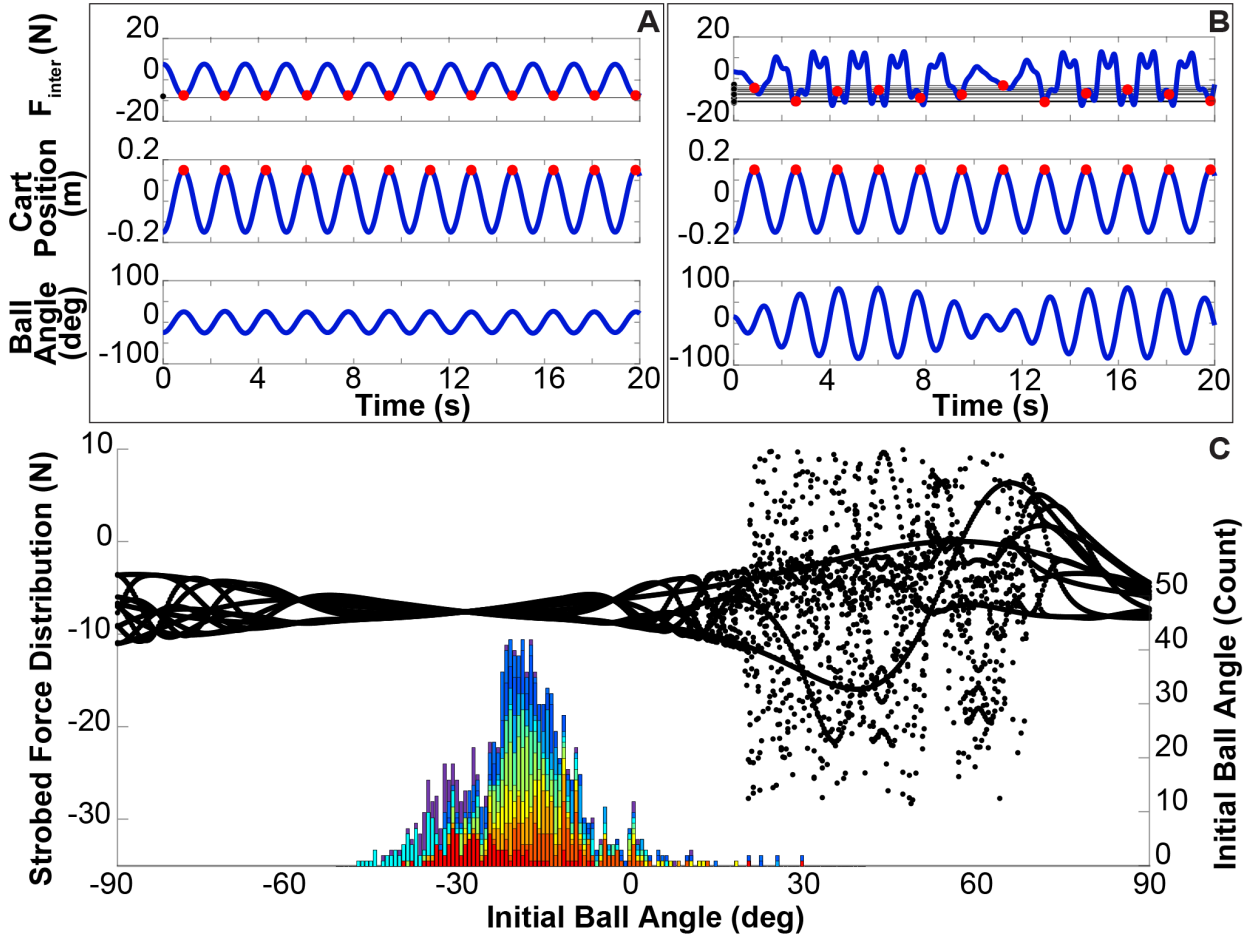 A
F inter (N)
20
0
-20
Cart Position (m)
0.2
0
-0.2
Ball Angle (deg)
100
0
-100
0 4 8 12 16 20
Time (s)
B
20
0
-20
0.2
0
-0.2
100
0
-100
0 4 8 12 16 20
Time (s)
C
Strobed Force Distribution (N)
10
0
-10
-20
-30
50
40
30
20
10
0
Initial Ball Angle (Count)
-90 -60 -30 0 30 60 90
Initial Ball Angle (deg)